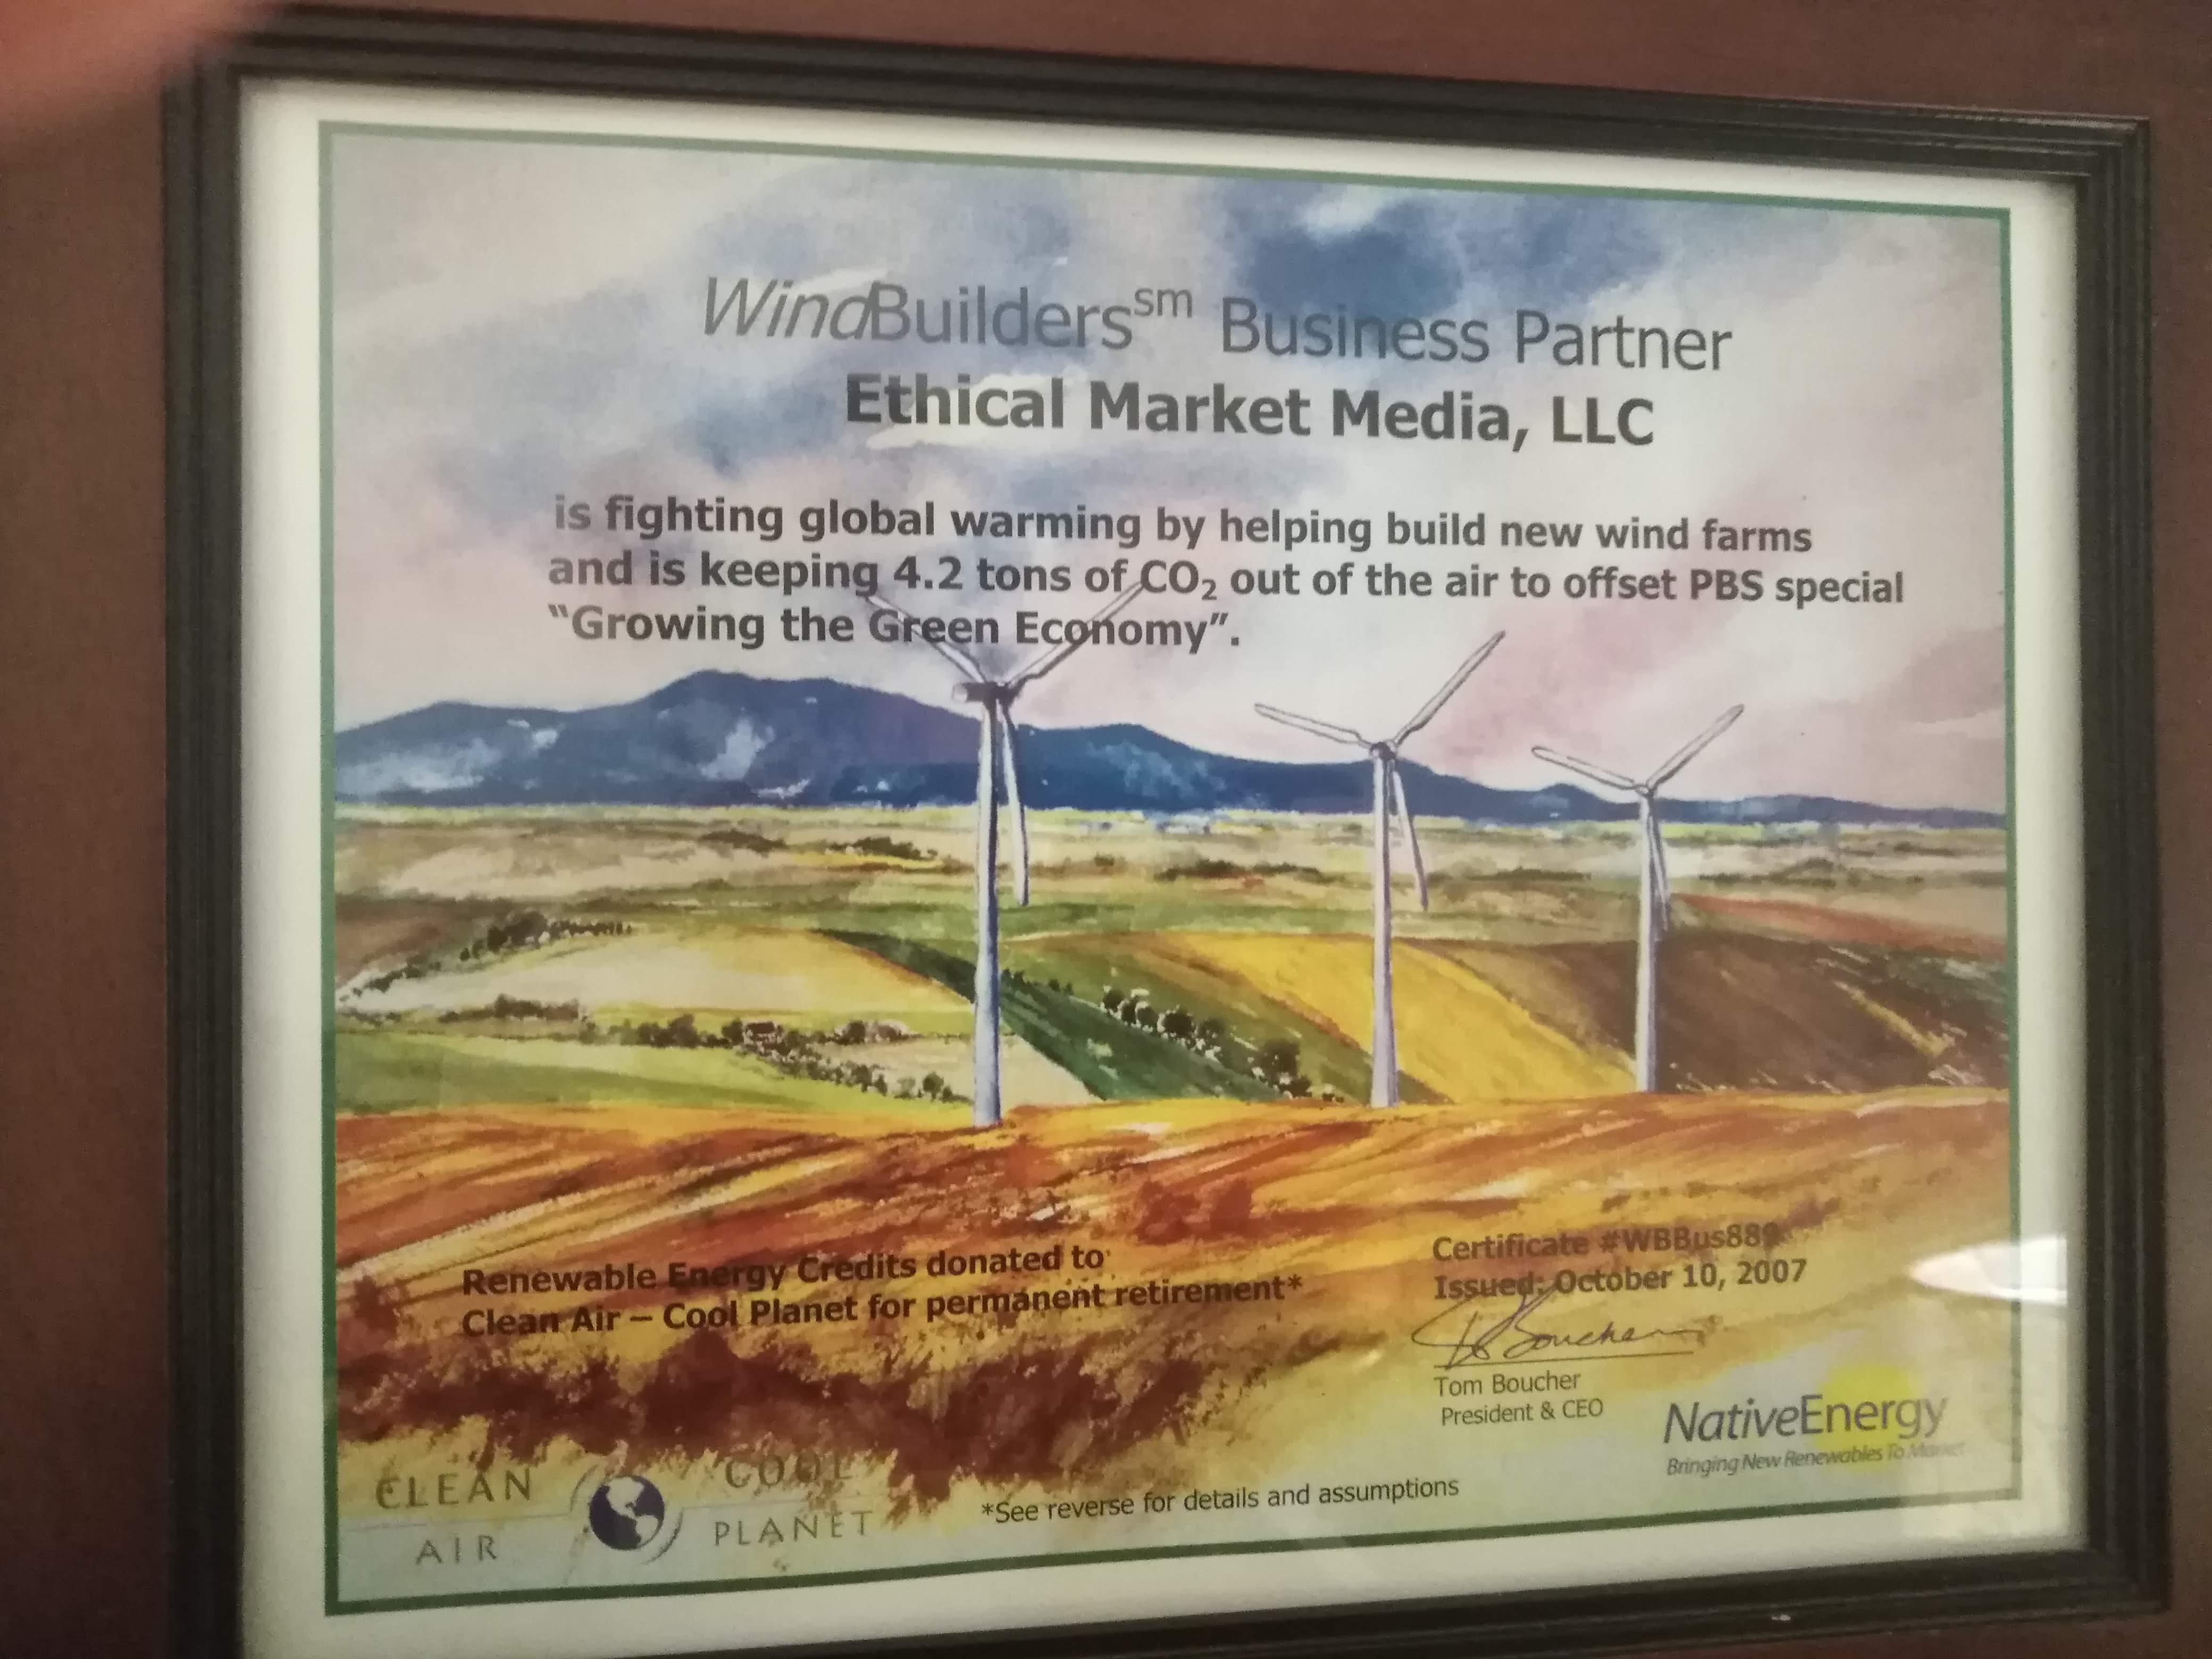 WindBuilders℠ Business Partner
Ethical Market Media, LLC
is fighting global warming by helping build new wind farms
and is keeping 4.2 tons of CO₂ out of the air to offset PBS special
“Growing the Green Economy”.
Renewable Energy Credits donated to
Clean Air – Cool Planet for permanent retirement*
Certificate #WBBus889
Issued: October 10, 2007
Tom Boucher
President & CEO
NativeEnergy
Bringing New Renewables To Market
CLEAN
AIR
COOL
PLANET
*See reverse for details and assumptions